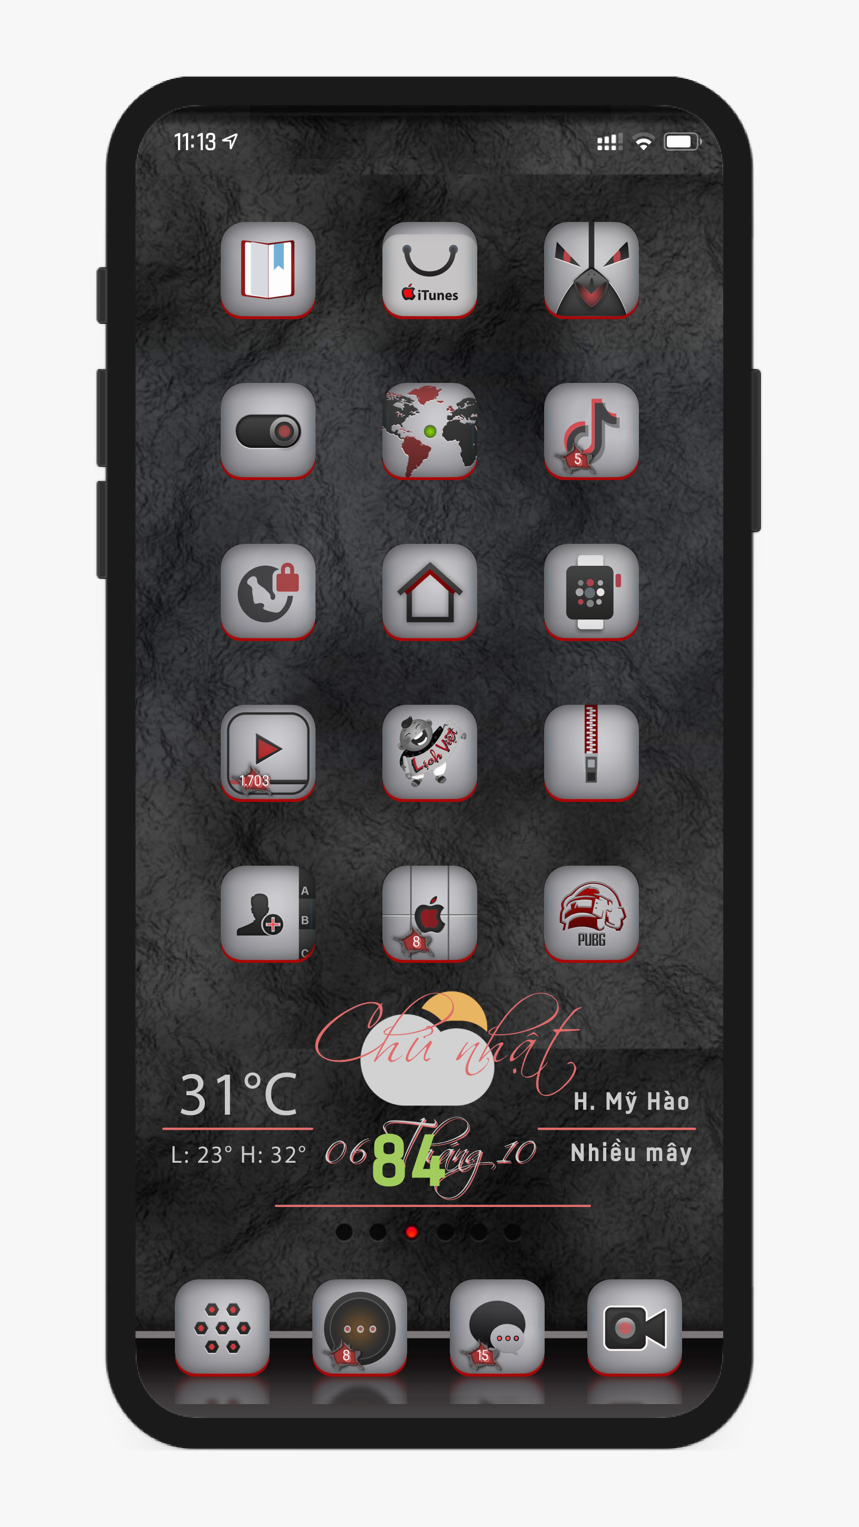 11:13
iTunes
5
1.703
Lịch Việt
A
B
C
8
PUBG
Chủ nhật
31°C
H. Mỹ Hào
L: 23° H: 32°
06 Tháng 10
84
Nhiều mây
8
15